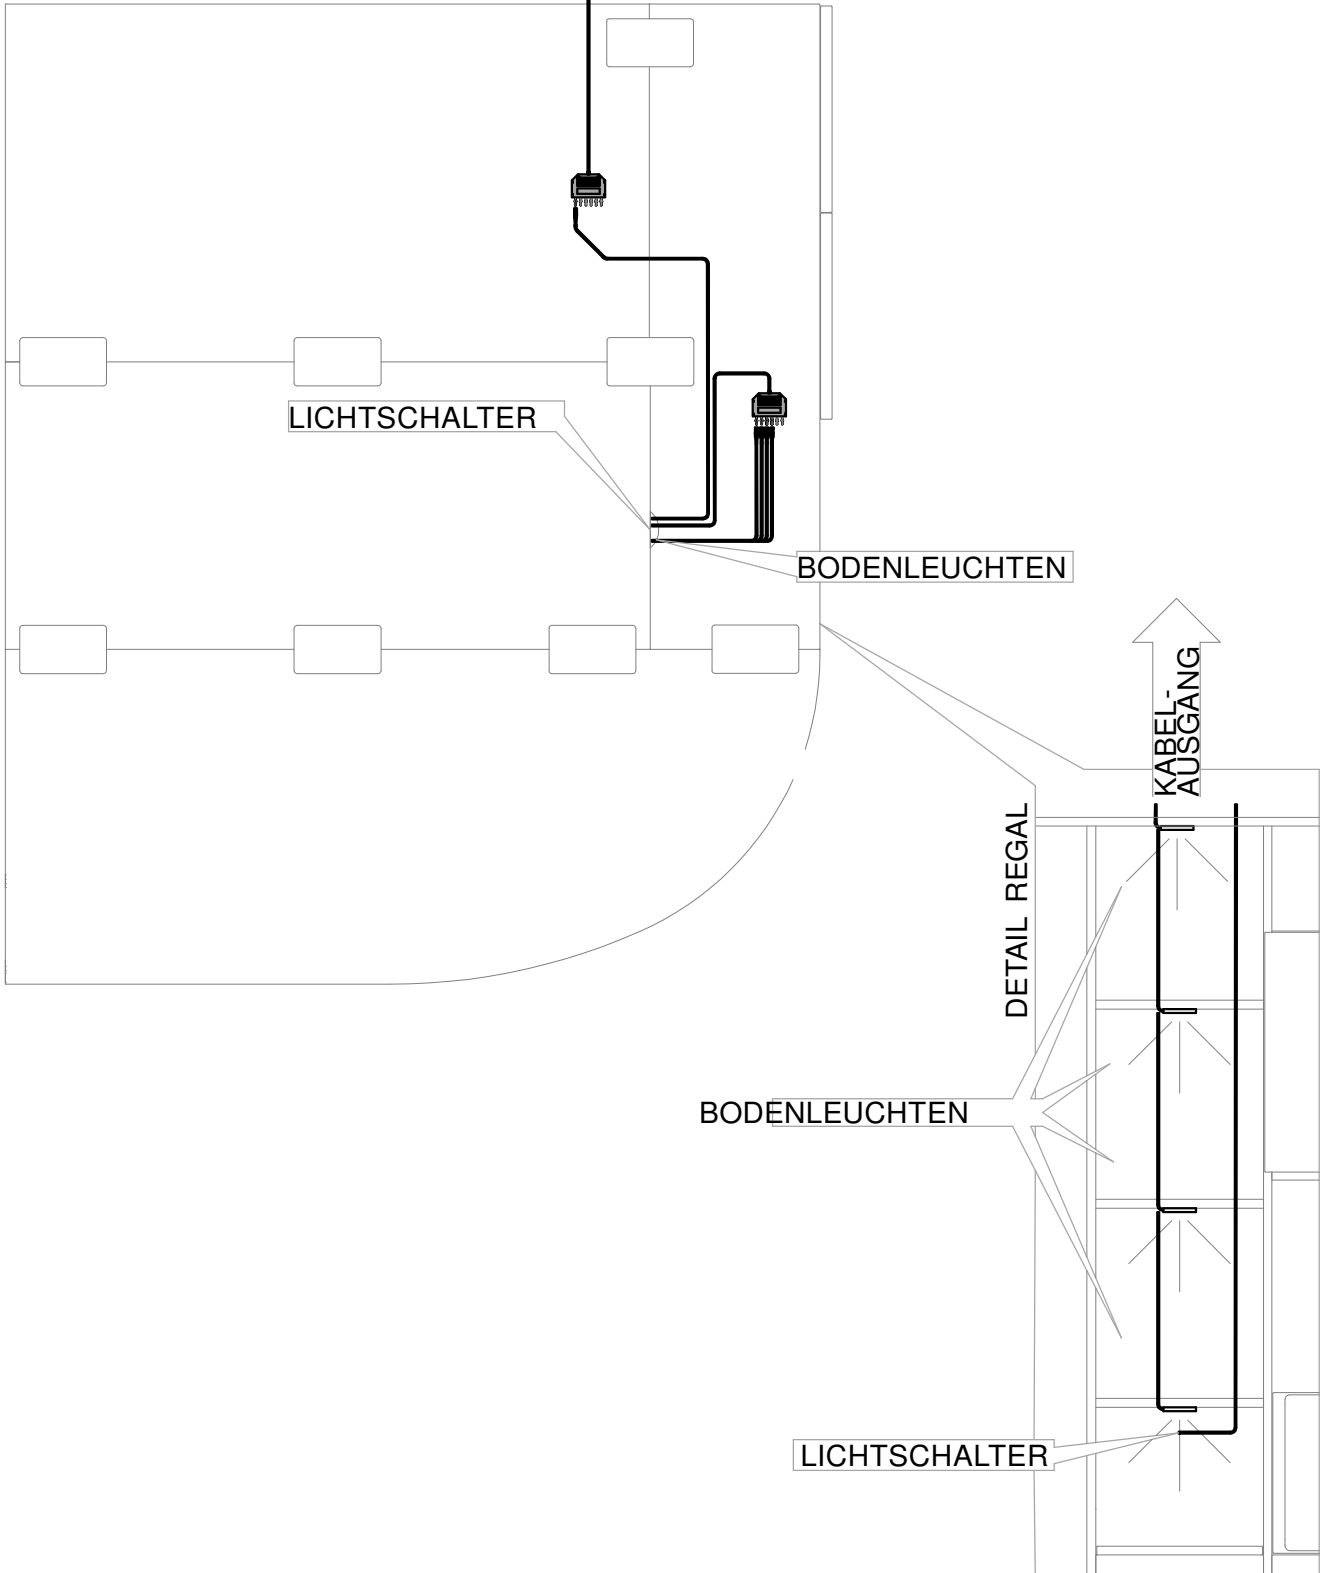 LICHTSCHALTER
BODENLEUCHTEN
KABEL-
AUSGANG
DETAIL REGAL
BODENLEUCHTEN
LICHTSCHALTER